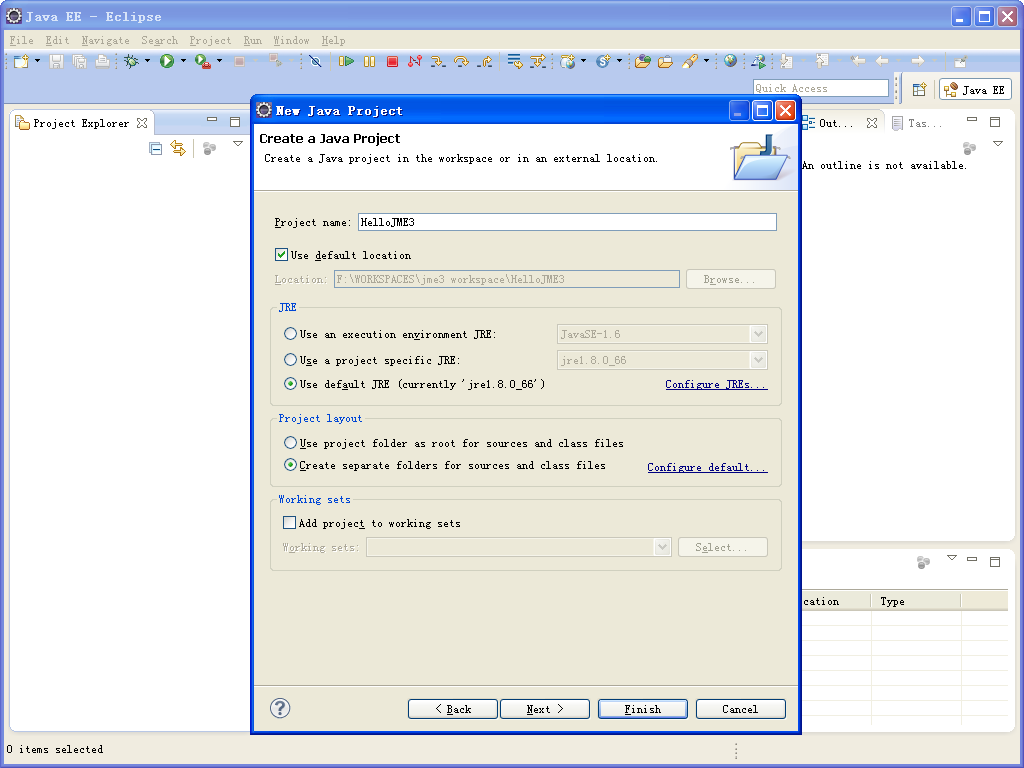 Java EE - Eclipse
File Edit Navigate Search Project Run Window Help
Quick Access
Java EE
Project Explorer
Out...
Tas...
An outline is not available.
New Java Project
Create a Java Project
Create a Java project in the workspace or in an external location.
Project name: HelloJME3
Use default location
Location: F:\WORKSPACES\jme3 workspace\HelloJME3 Browse...
JRE
Use an execution environment JRE: JavaSE-1.6
Use a project specific JRE: jre1.8.0_66
Use default JRE (currently 'jre1.8.0_66') Configure JREs...
Project layout
Use project folder as root for sources and class files
Create separate folders for sources and class files Configure default...
Working sets
Add project to working sets
Working sets: Select...
cation Type
? < Back Next > Finish Cancel
0 items selected